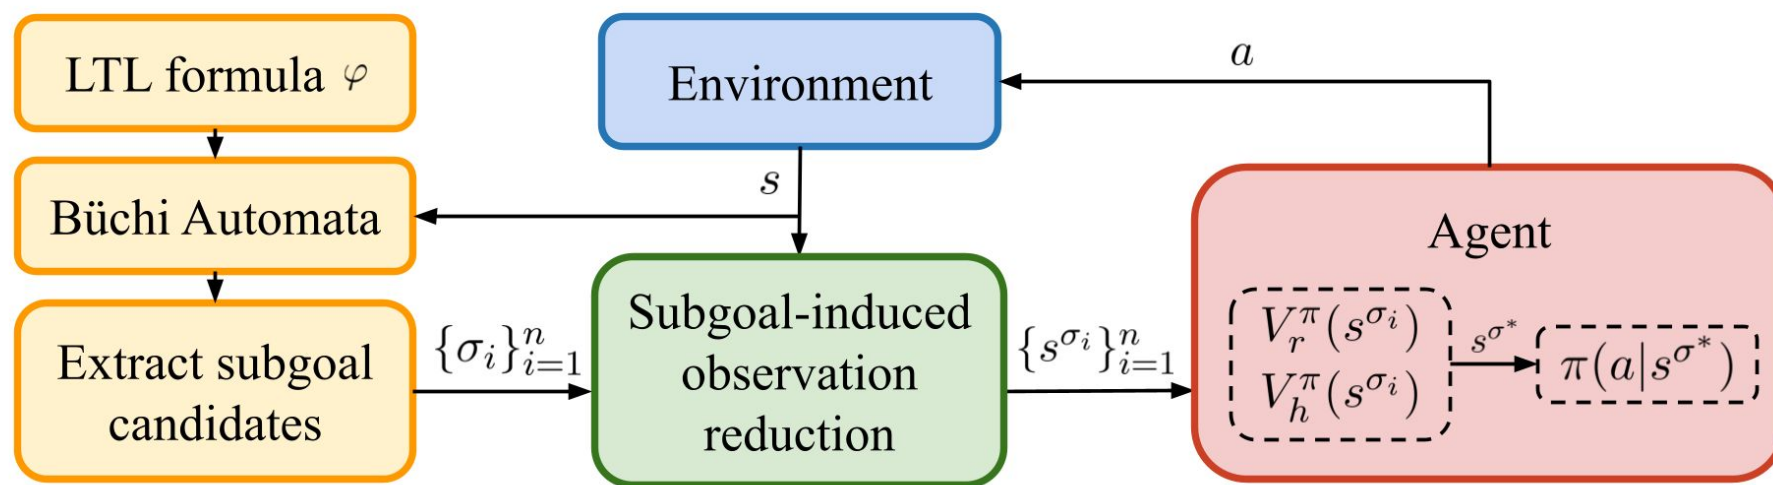 LTL formula φ
Büchi Automata
Extract subgoal
candidates
{σ_i}_{i=1}^n
Environment
s
Subgoal-induced
observation
reduction
{s^{σ_i}}_{i=1}^n
a
Agent
V_r^π(s^{σ_i})
V_h^π(s^{σ_i})
s^{σ^*}
π(a|s^{σ^*})